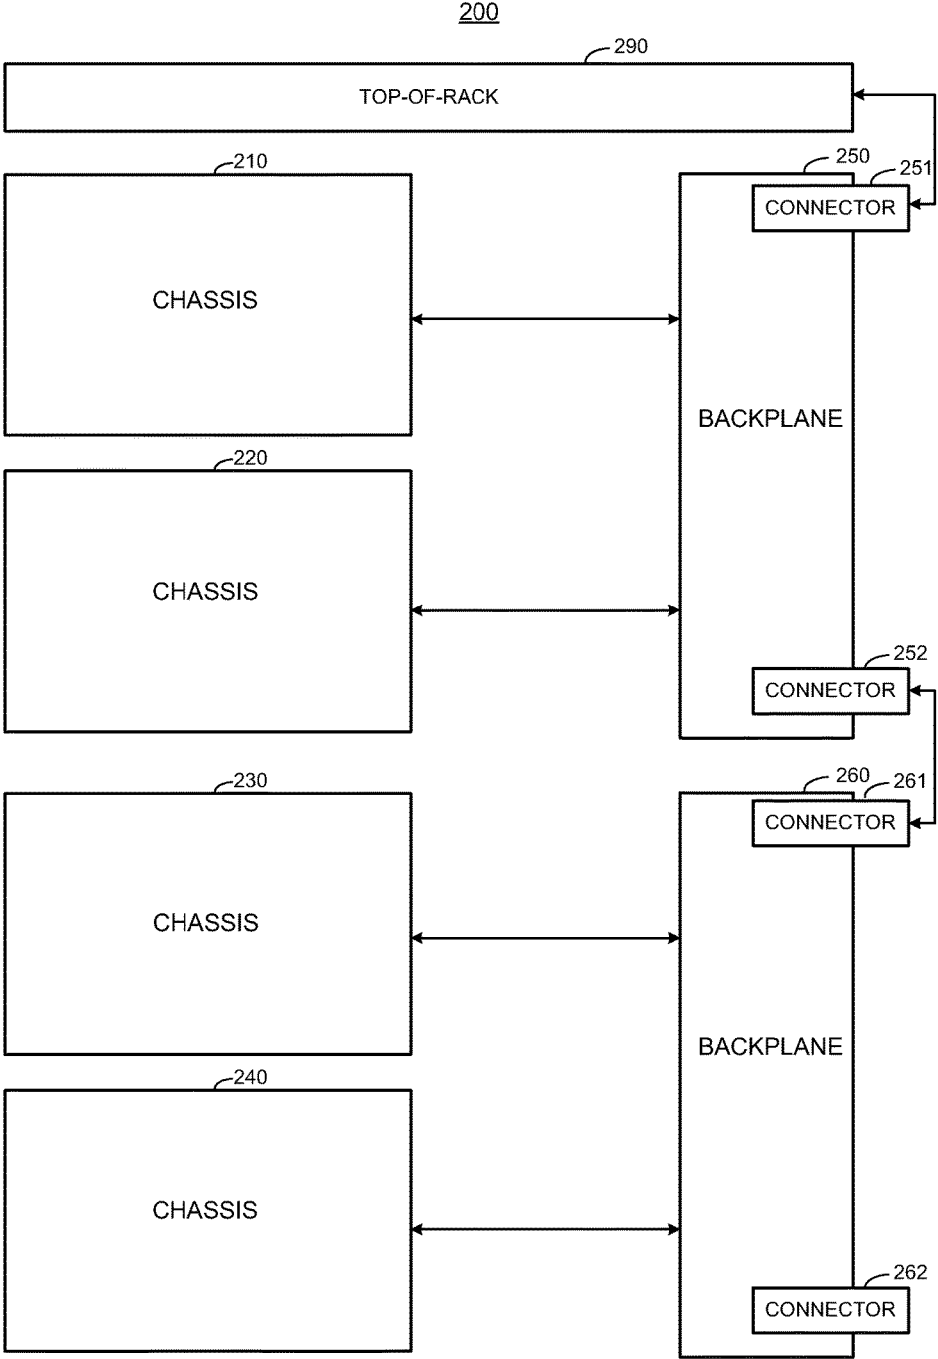 200
290
TOP-OF-RACK
210
250
251
CONNECTOR
CHASSIS
BACKPLANE
220
CHASSIS
252
CONNECTOR
230
260
261
CONNECTOR
CHASSIS
BACKPLANE
240
CHASSIS
262
CONNECTOR